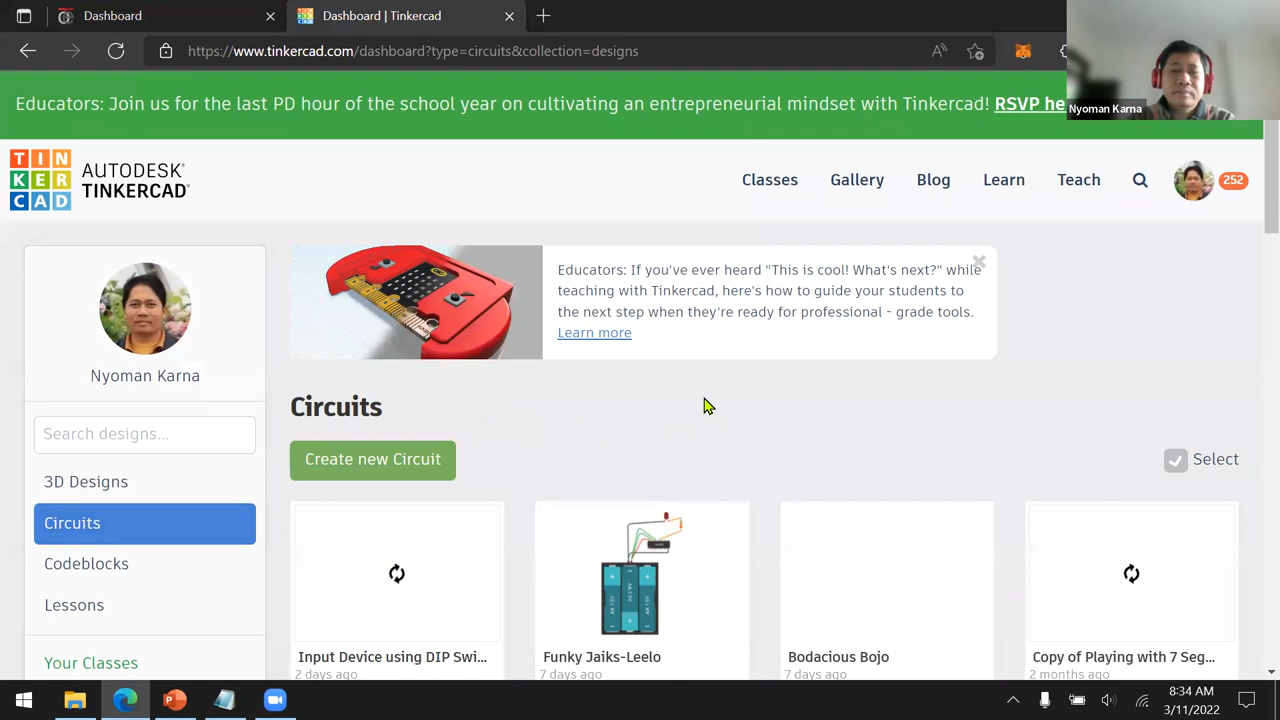 Dashboard
Dashboard | Tinkercad
https://www.tinkercad.com/dashboard?type=circuits&collection=designs
Nyoman Karna
Educators: Join us for the last PD hour of the school year on cultivating an entrepreneurial mindset with Tinkercad! RSVP he
TIN
KER
CAD
AUTODESK®
TINKERCAD®
Classes
Gallery
Blog
Learn
Teach
252
Nyoman Karna
Search designs...
3D Designs
Circuits
Codeblocks
Lessons
Your Classes
Educators: If you've ever heard "This is cool! What's next?" while
teaching with Tinkercad, here's how to guide your students to
the next step when they're ready for professional - grade tools.
Learn more
Circuits
Create new Circuit
Select
Input Device using DIP Swi...
2 days ago
Funky Jaiks-Leelo
7 days ago
Bodacious Bojo
7 days ago
Copy of Playing with 7 Seg...
2 months ago
8:34 AM
3/11/2022